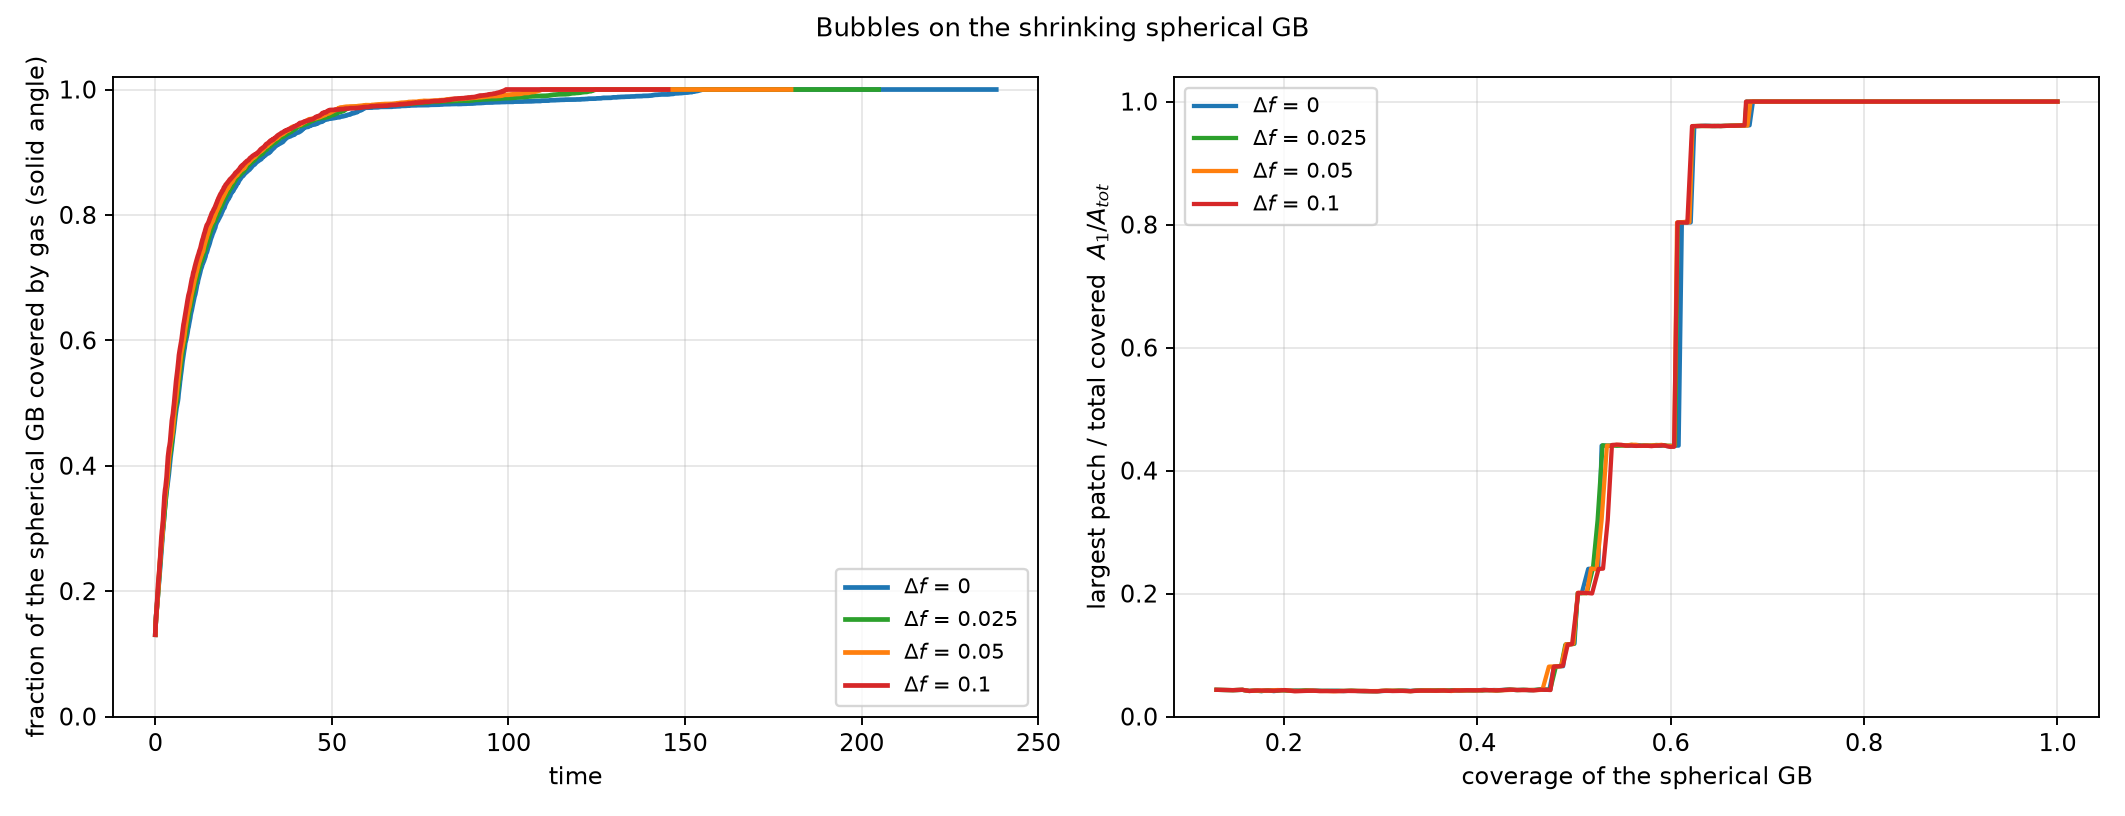 Bubbles on the shrinking spherical GB
fraction of the spherical GB covered by gas (solid angle)
1.0
0.8
0.6
0.4
0.2
0.0
0
50
100
150
200
250
time
Δf = 0
Δf = 0.025
Δf = 0.05
Δf = 0.1
largest patch / total covered A₁/Aₜₒₜ
1.0
0.8
0.6
0.4
0.2
0.0
0.2
0.4
0.6
0.8
1.0
coverage of the spherical GB
Δf = 0
Δf = 0.025
Δf = 0.05
Δf = 0.1